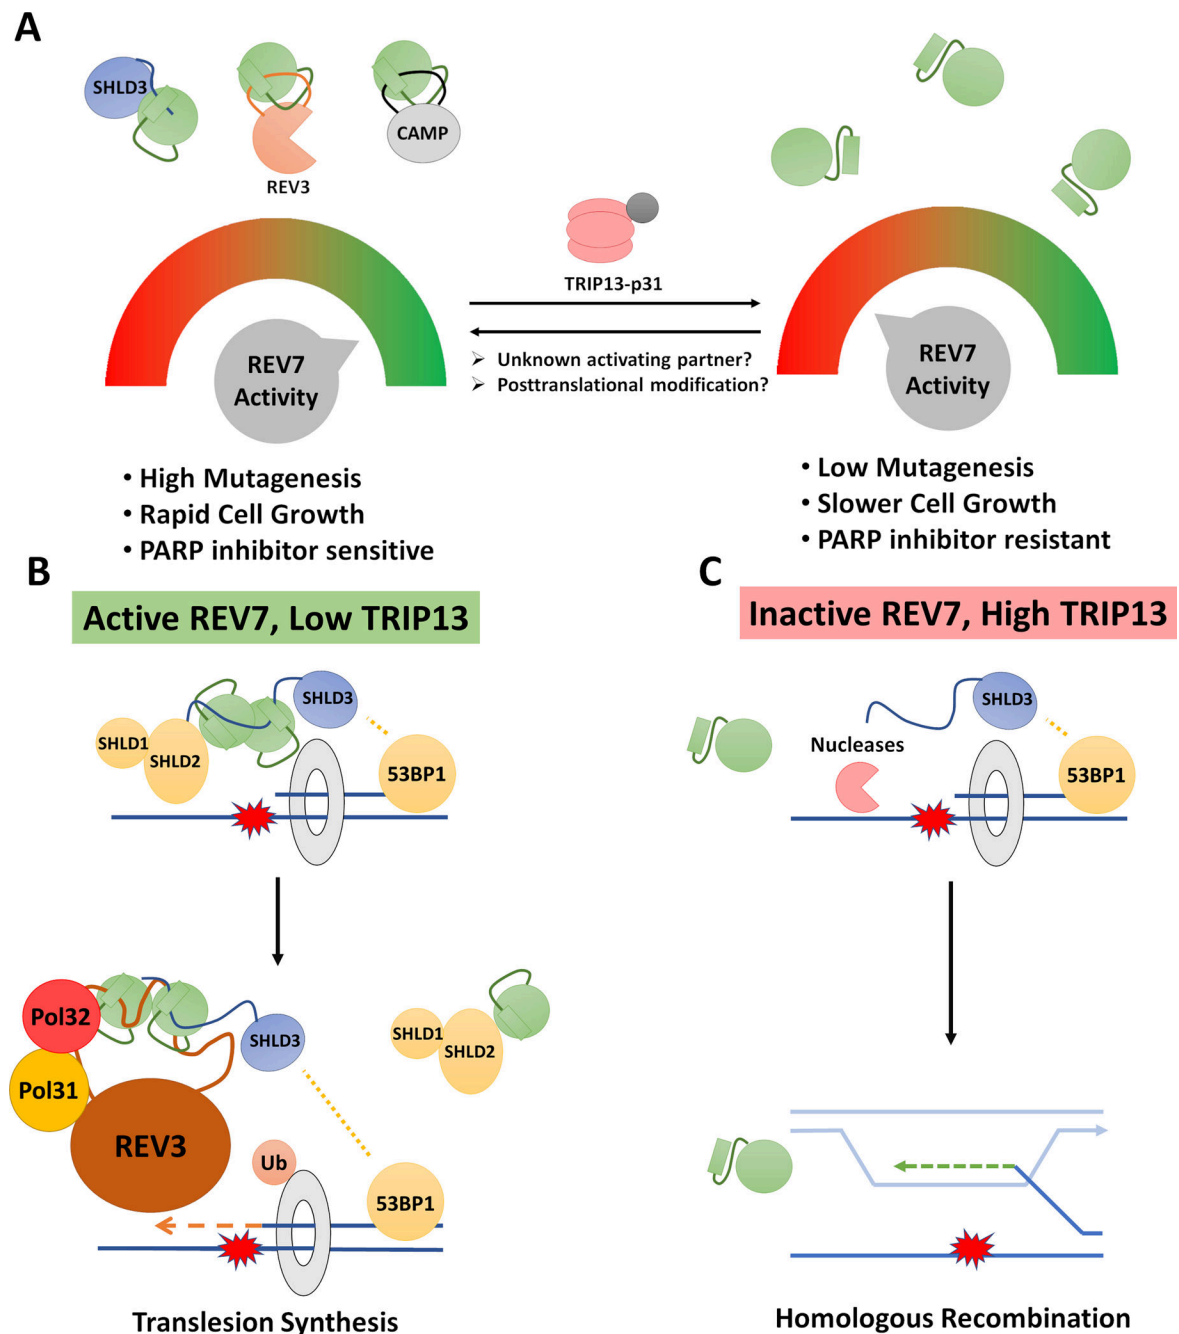 A
SHLD3
REV3
CAMP
TRIP13-p31
➢ Unknown activating partner?
➢ Posttranslational modification?
REV7
Activity
REV7
Activity
• High Mutagenesis
• Rapid Cell Growth
• PARP inhibitor sensitive
• Low Mutagenesis
• Slower Cell Growth
• PARP inhibitor resistant
B
Active REV7, Low TRIP13
SHLD3
SHLD1
SHLD2
53BP1
Pol32
Pol31
REV3
SHLD3
SHLD1
SHLD2
Ub
53BP1
Translesion Synthesis
C
Inactive REV7, High TRIP13
SHLD3
Nucleases
53BP1
Homologous Recombination